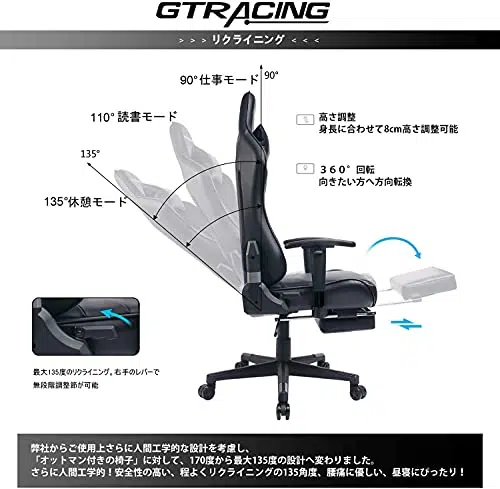 GTRACING
> > > リクライニング < < <
90°仕事モード
90°
110°読書モード
135°
135°休憩モード
高さ調整
身長に合わせて8cm高さ調整可能
360°回転
向きたい方へ方向転換
最大135度のリクライニング。右手のレバーで
無段階調整節が可能
弊社からご使用上さらに人間工学的な設計を考慮し、
「オットマン付きの椅子」に対して、170度から最大135度の設計へ変わりました。
さらに人間工学的！安全性の高い、程よくリクライニングの135角度、腰痛に優しい、昼寝にぴったり！